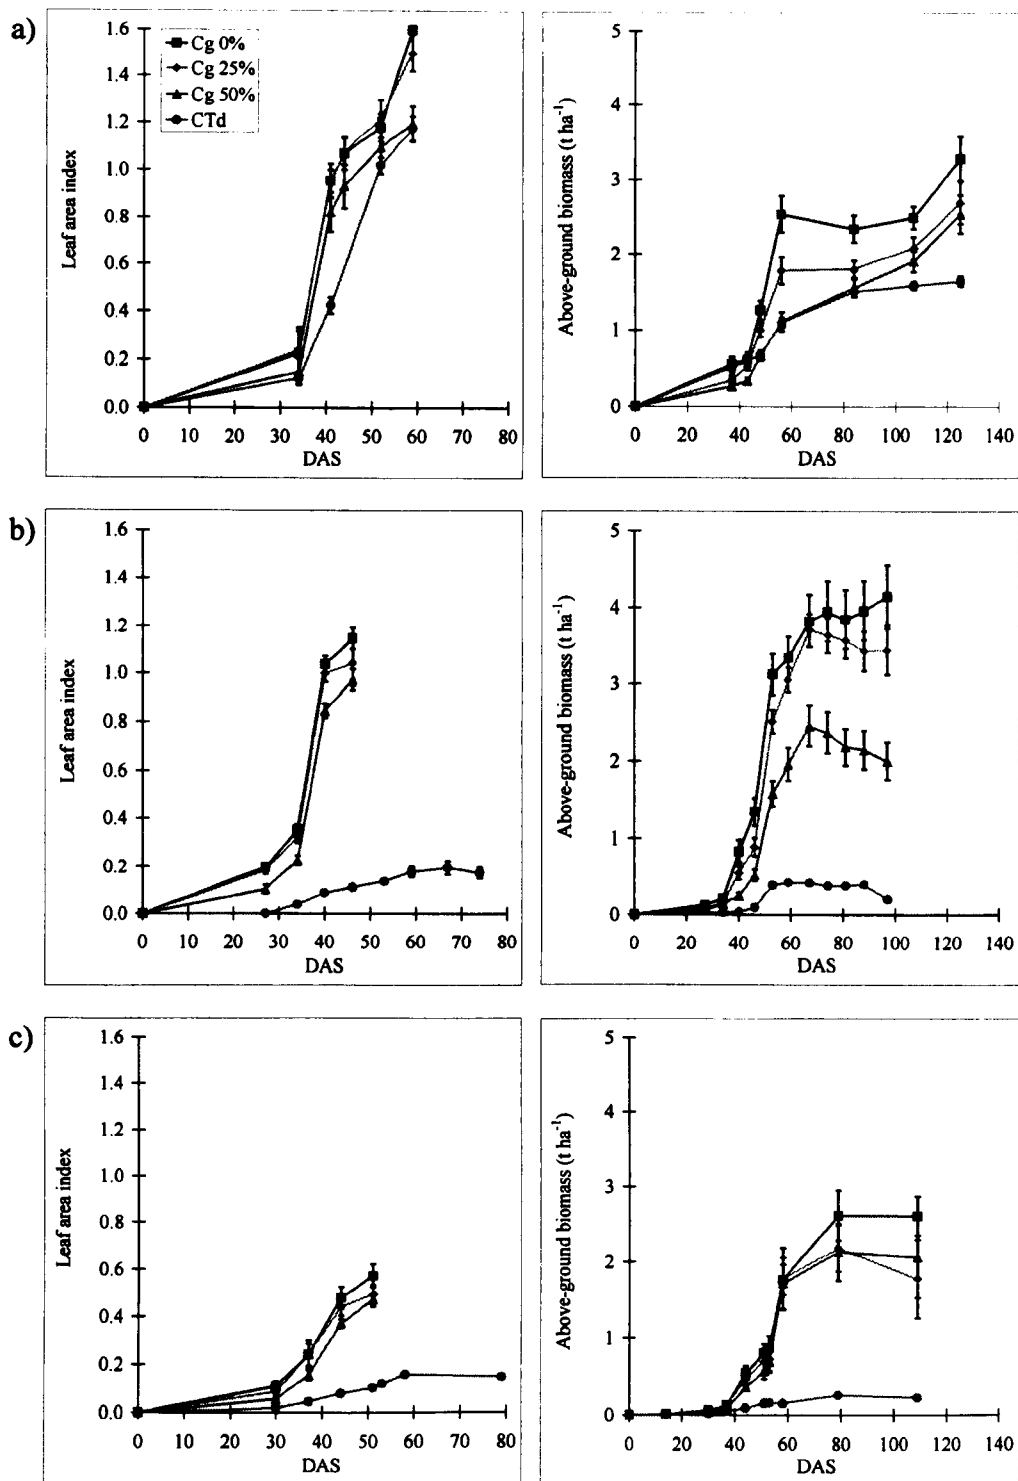 a)
Leaf area index
1.6
1.4
1.2
1.0
0.8
0.6
0.4
0.2
0.0
Cg 0%
Cg 25%
Cg 50%
CTd
0 10 20 30 40 50 60 70 80
DAS
Above-ground biomass (t ha-1)
5
4
3
2
1
0
0 20 40 60 80 100 120 140
DAS
b)
Leaf area index
1.6
1.4
1.2
1.0
0.8
0.6
0.4
0.2
0.0
0 10 20 30 40 50 60 70 80
DAS
Above-ground biomass (t ha-1)
5
4
3
2
1
0
0 20 40 60 80 100 120 140
DAS
c)
Leaf area index
1.6
1.4
1.2
1.0
0.8
0.6
0.4
0.2
0.0
0 10 20 30 40 50 60 70 80
DAS
Above-ground biomass (t ha-1)
5
4
3
2
1
0
0 20 40 60 80 100 120 140
DAS